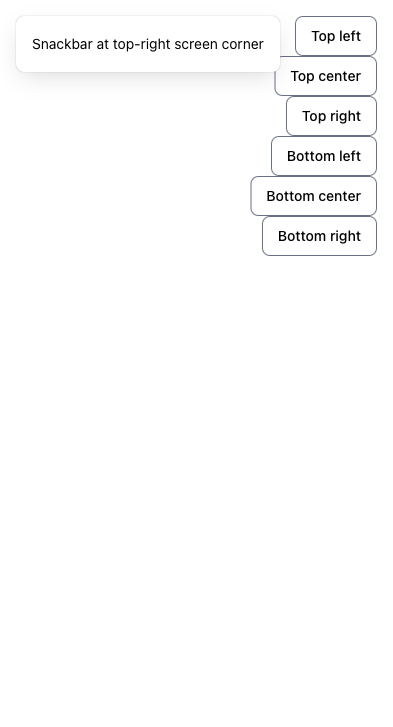 Snackbar at top-right screen corner
Top left
Top center
Top right
Bottom left
Bottom center
Bottom right